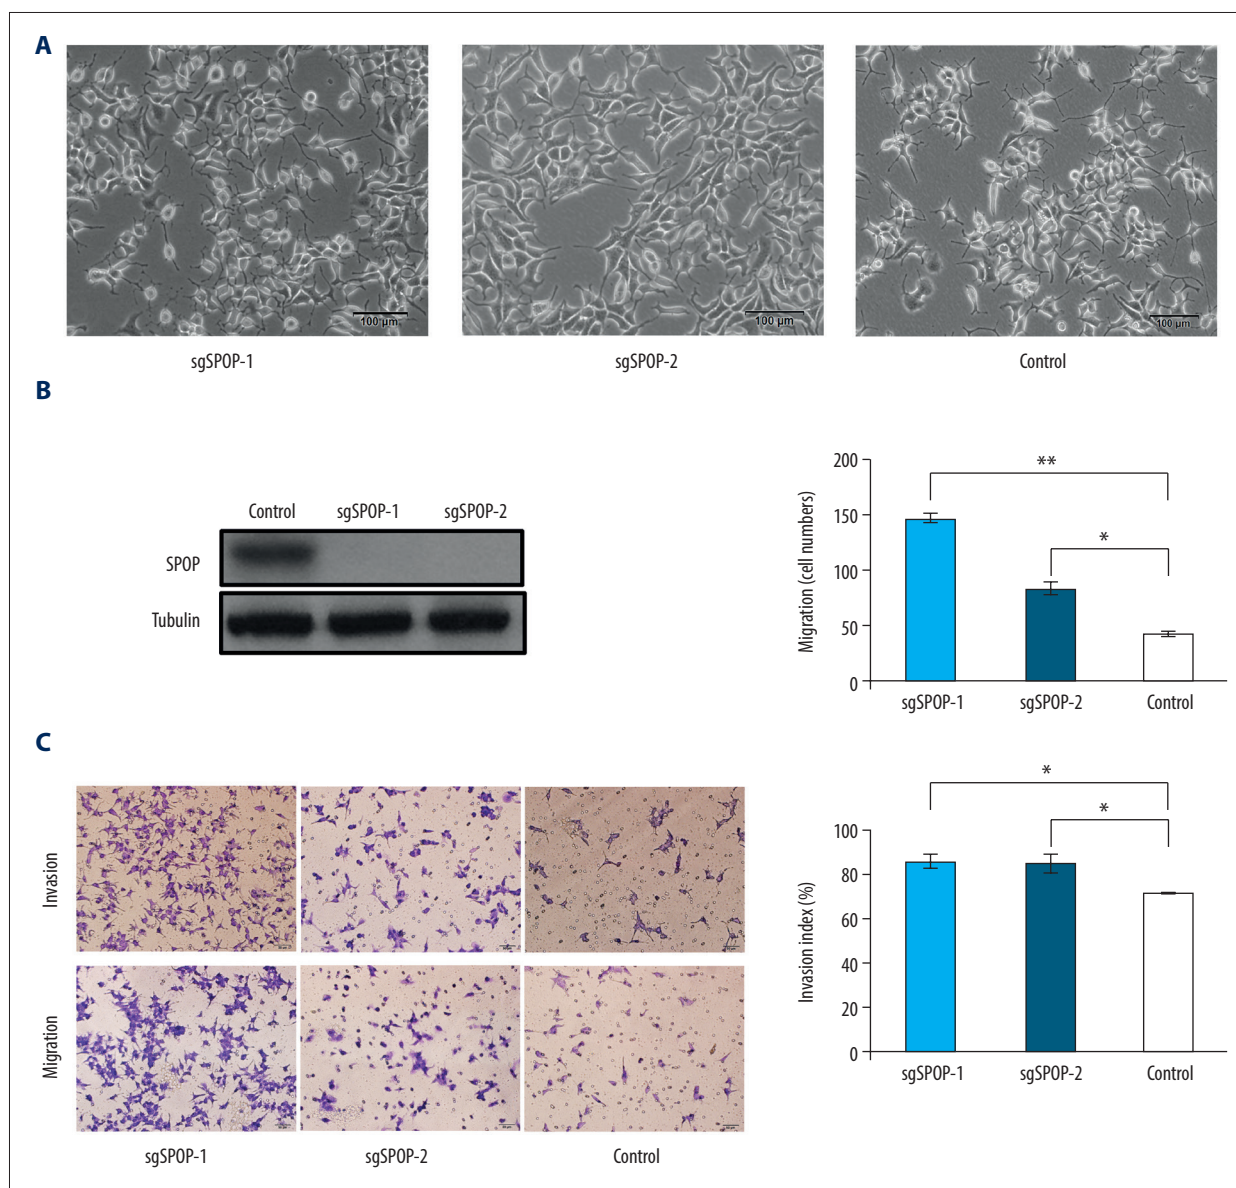 A
100 µm
100 µm
100 µm
sgSPOP-1
sgSPOP-2
Control
B
Control
sgSPOP-1
sgSPOP-2
SPOP
Tubulin
Migration (cell numbers)
200
150
100
50
0
**
*
sgSPOP-1
sgSPOP-2
Control
C
Invasion
Migration
sgSPOP-1
sgSPOP-2
Control
Invasion index (%)
100
80
60
40
20
0
*
*
sgSPOP-1
sgSPOP-2
Control